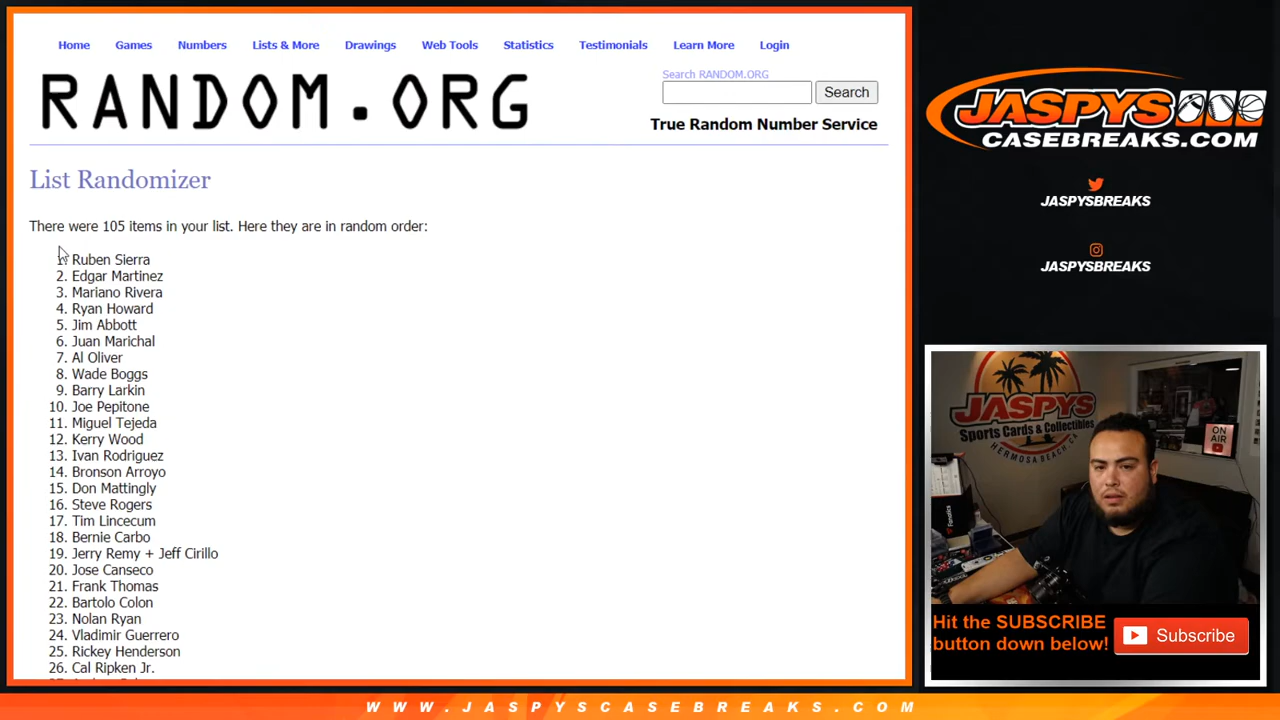 Home Games Numbers Lists & More Drawings Web Tools Statistics Testimonials Learn More Login
RANDOM.ORG
Search RANDOM.ORG
Search
True Random Number Service
List Randomizer
There were 105 items in your list. Here they are in random order:
1. Ruben Sierra
2. Edgar Martinez
3. Mariano Rivera
4. Ryan Howard
5. Jim Abbott
6. Juan Marichal
7. Al Oliver
8. Wade Boggs
9. Barry Larkin
10. Joe Pepitone
11. Miguel Tejeda
12. Kerry Wood
13. Ivan Rodriguez
14. Bronson Arroyo
15. Don Mattingly
16. Steve Rogers
17. Tim Lincecum
18. Bernie Carbo
19. Jerry Remy + Jeff Cirillo
20. Jose Canseco
21. Frank Thomas
22. Bartolo Colon
23. Nolan Ryan
24. Vladimir Guerrero
25. Rickey Henderson
26. Cal Ripken Jr.
JASPYS
CASEBREAKS.COM
JASPYSBREAKS
JASPYSBREAKS
JASPYS
Sports Cards & Collectibles
HERMOSA BEACH, CA
ON AIR
Fanatics
Hit the SUBSCRIBE
button down below!
Subscribe
WWW.JASPYSCASEBREAKS.COM